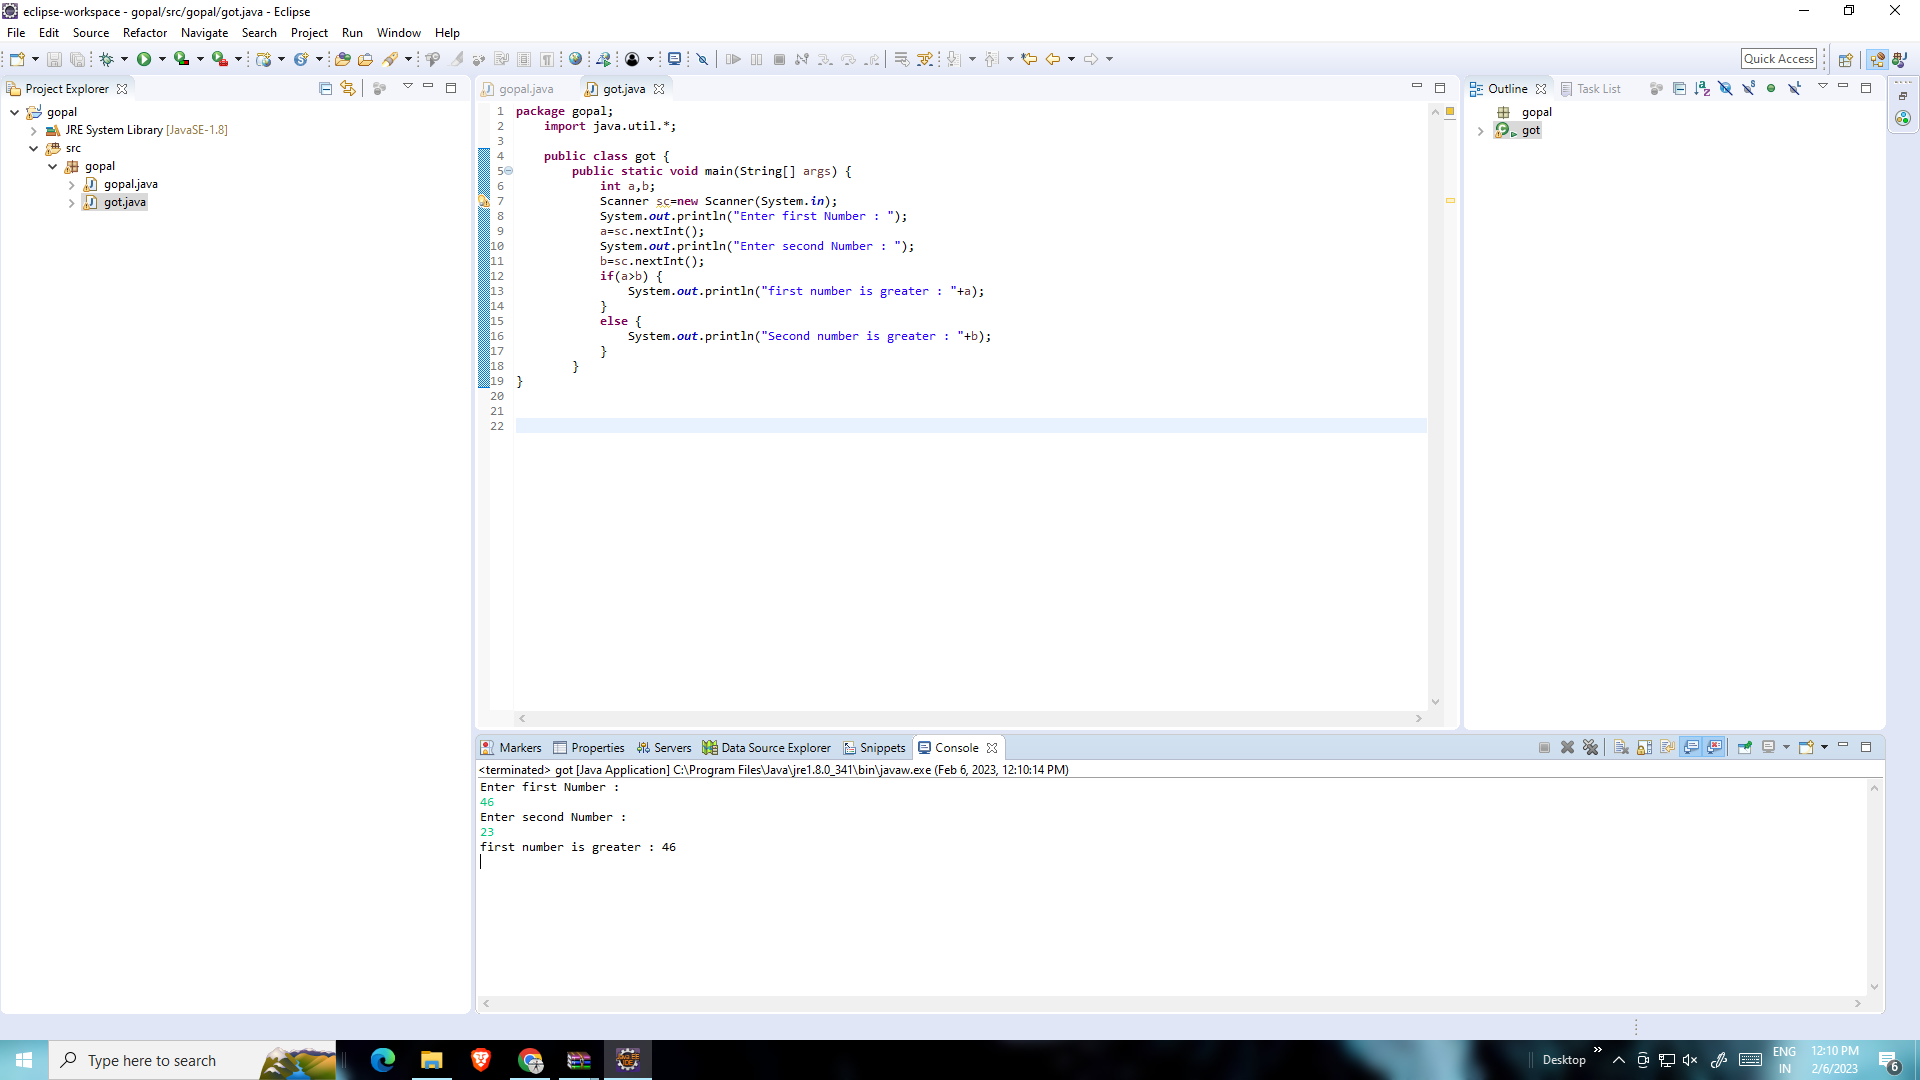 eclipse-workspace - gopal/src/gopal/got.java - Eclipse
File Edit Source Refactor Navigate Search Project Run Window Help
Quick Access
Project Explorer
gopal
JRE System Library [JavaSE-1.8]
src
gopal
gopal.java
got.java
gopal.java got.java
1 package gopal;
2 import java.util.*;
3
4 public class got {
5 public static void main(String[] args) {
6 int a,b;
7 Scanner sc=new Scanner(System.in);
8 System.out.println("Enter first Number : ");
9 a=sc.nextInt();
10 System.out.println("Enter second Number : ");
11 b=sc.nextInt();
12 if(a>b) {
13 System.out.println("first number is greater : "+a);
14 }
15 else {
16 System.out.println("Second number is greater : "+b);
17 }
18 }
19 }
20
21
22
Outline Task List
gopal
got
Markers Properties Servers Data Source Explorer Snippets Console
<terminated> got [Java Application] C:\Program Files\Java\jre1.8.0_341\bin\javaw.exe (Feb 6, 2023, 12:10:14 PM)
Enter first Number :
46
Enter second Number :
23
first number is greater : 46
Type here to search
Desktop
ENG
IN
12:10 PM
2/6/2023
6